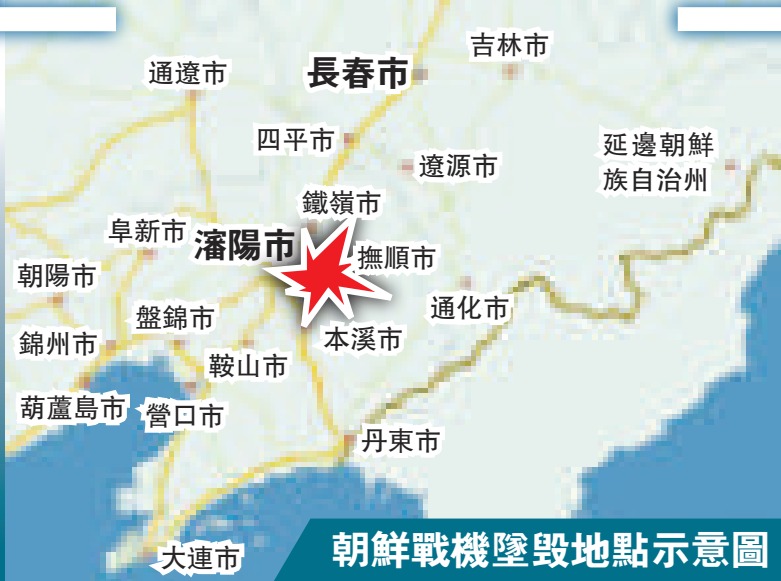 吉林市
通遼市
長春市
四平市
遼源市
延邊朝鮮
族自治州
鐵嶺市
阜新市
瀋陽市
撫順市
朝陽市
通化市
盤錦市
錦州市
本溪市
鞍山市
葫蘆島市
營口市
丹東市
大連市
朝鮮戰機墜毀地點示意圖